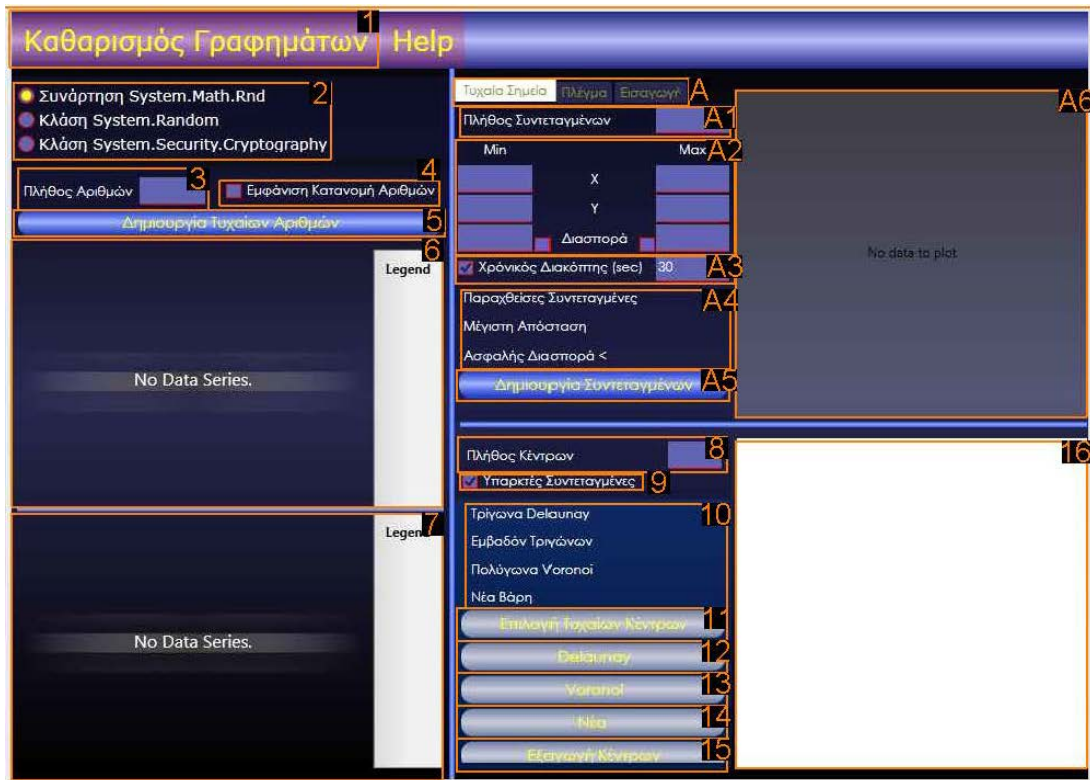 Καθαρισμός Γραφημάτων 1 Help
Συνάρτηση System.Math.Rnd 2
Κλάση System.Random
Κλάση System.Security.Cryptography
Πλήθος Αριθμών 3
Εμφάνιση Κατανομή Αριθμών 4
Δημιουργία Τυχαίων Αριθμών 5
6
Legend
No Data Series.
7
Legend
No Data Series.
Τυχαία Σημεία Πλέγμα Εισαγωγή A
Πλήθος Συντεταγμένων A1
Min Max A2
X
Y
Διασπορά
Χρόνικός Διακόπτης (sec) 30 A3
Παραχθείσες Συντεταγμένες A4
Μέγιστη Απόσταση
Ασφαλής Διασπορά <
Δημιουργία Συντεταγμένων A5
A6
No data to plot
Πλήθος Κέντρων 8
Υπαρκτές Συντεταγμένες 9
Τρίγωνα Delaunay 10
Εμβαδόν Τριγώνων
Πολύγωνα Voronoi
Νέα Βάρη
Επιλογή Τυχαίων Κέντρων 11
Delaunay 12
Voronoi 13
Νέα 14
Εξαγωγή Κέντρων 15
16